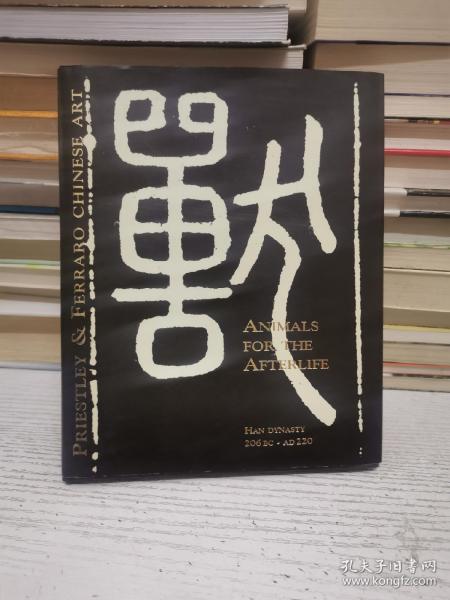 PRIESTLEY & FERRARO CHINESE ART
獸
ANIMALS
FOR THE
AFTERLIFE
HAN DYNASTY
206 BC - AD 220
孔夫子旧书网
www.kongfz.com